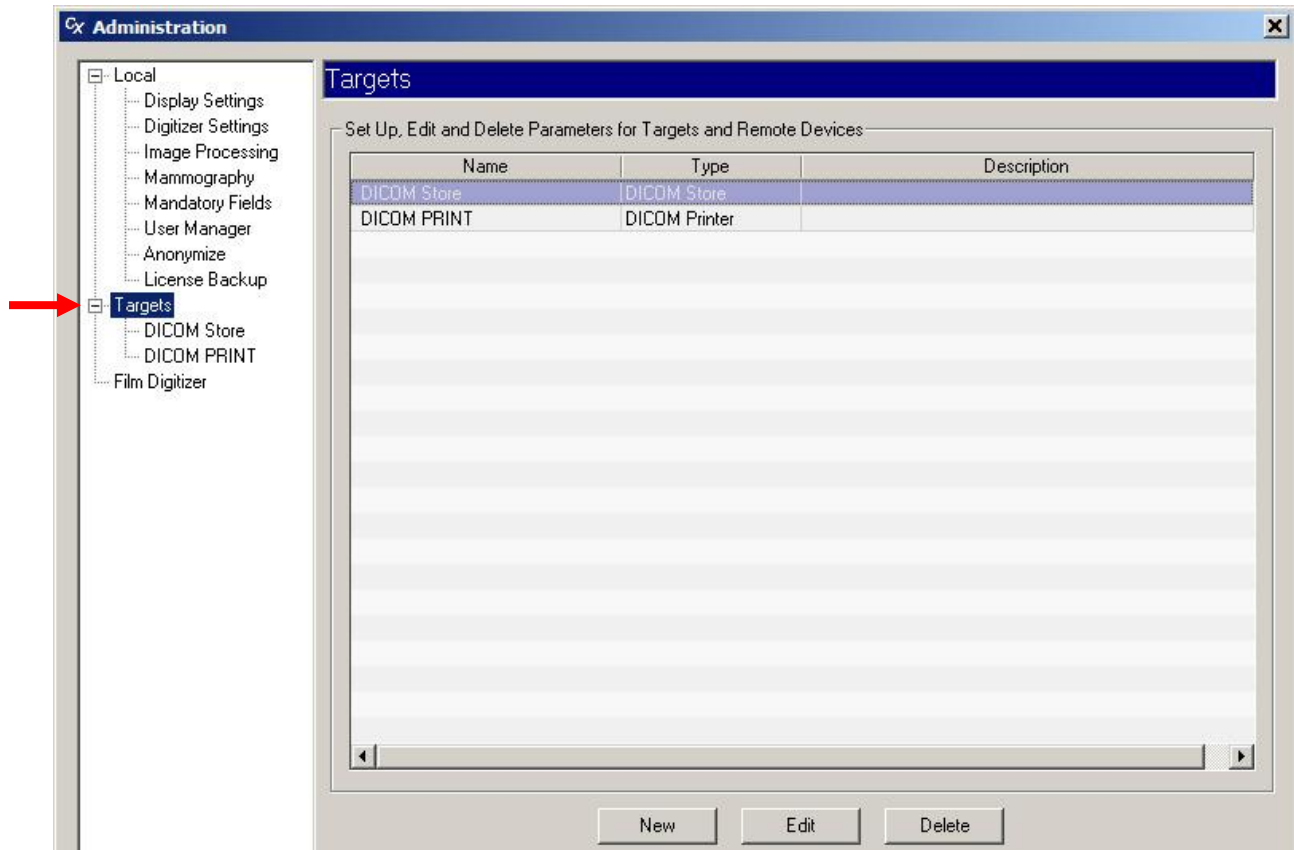 Cx Administration
Local
Display Settings
Digitizer Settings
Image Processing
Mammography
Mandatory Fields
User Manager
Anonymize
License Backup
Targets
DICOM Store
DICOM PRINT
Film Digitizer
Targets
Set Up, Edit and Delete Parameters for Targets and Remote Devices
Name Type Description
DICOM Store DICOM Store
DICOM PRINT DICOM Printer
New Edit Delete